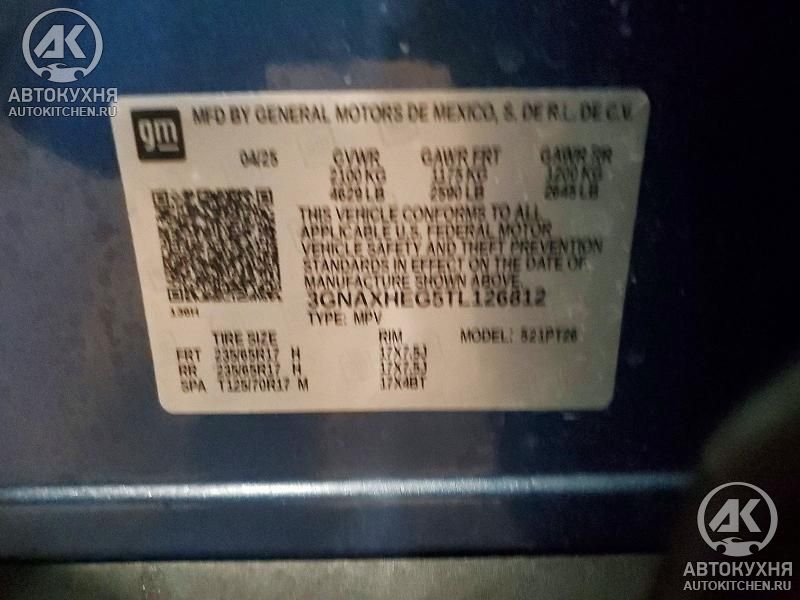 AK
АВТОКУХНЯ
AUTOKITCHEN.RU
gm
MFD BY GENERAL MOTORS DE MEXICO, S. DE R.L. DE C.V.
04/25 GVWR GAWR FRT GAWR RR
2100 KG 1175 KG 1200 KG
4629 LB 2590 LB 2645 LB
THIS VEHICLE CONFORMS TO ALL
APPLICABLE U.S. FEDERAL MOTOR
VEHICLE SAFETY AND THEFT PREVENTION
STANDARDS IN EFFECT ON THE DATE OF
MANUFACTURE SHOWN ABOVE.
3GNAXHEG5TL126812
136H
TYPE: MPV MODEL: 521PT26
TIRE SIZE RIM
FRT 235/65R17 H 17X7.5J
RR 235/65R17 H 17X7.5J
SPA T125/70R17 M 17X4BT
AK
АВТОКУХНЯ
AUTOKITCHEN.RU